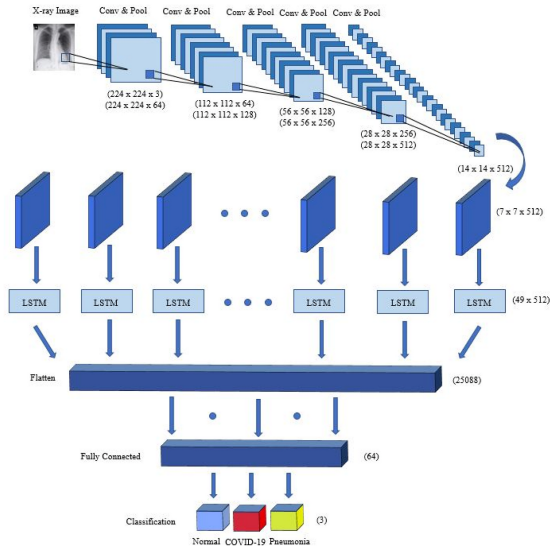 X-ray Image Conv & Pool Conv & Pool Conv & Pool Conv & Pool Conv & Pool
(224 x 224 x 3)
(224 x 224 x 64)
(112 x 112 x 64)
(112 x 112 x 128)
(56 x 56 x 128)
(56 x 56 x 256)
(28 x 28 x 256)
(28 x 28 x 512)
(14 x 14 x 512)
(7 x 7 x 512)
LSTM LSTM LSTM LSTM LSTM LSTM (49 x 512)
Flatten (25088)
Fully Connected (64)
Classification (3)
Normal COVID-19 Pneumonia